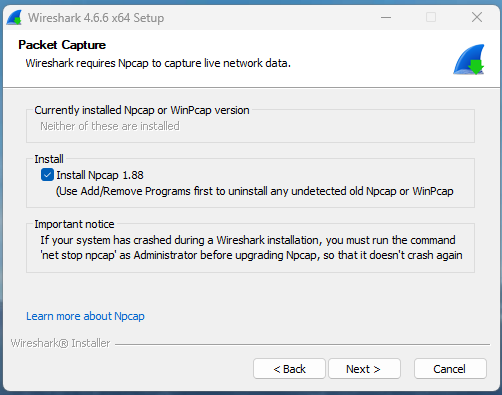 Wireshark 4.6.6 x64 Setup
Packet Capture
Wireshark requires Npcap to capture live network data.
Currently installed Npcap or WinPcap version
Neither of these are installed
Install
Install Npcap 1.88
(Use Add/Remove Programs first to uninstall any undetected old Npcap or WinPcap
Important notice
If your system has crashed during a Wireshark installation, you must run the command
'net stop npcap' as Administrator before upgrading Npcap, so that it doesn't crash again
Learn more about Npcap
Wireshark® Installer
< Back
Next >
Cancel